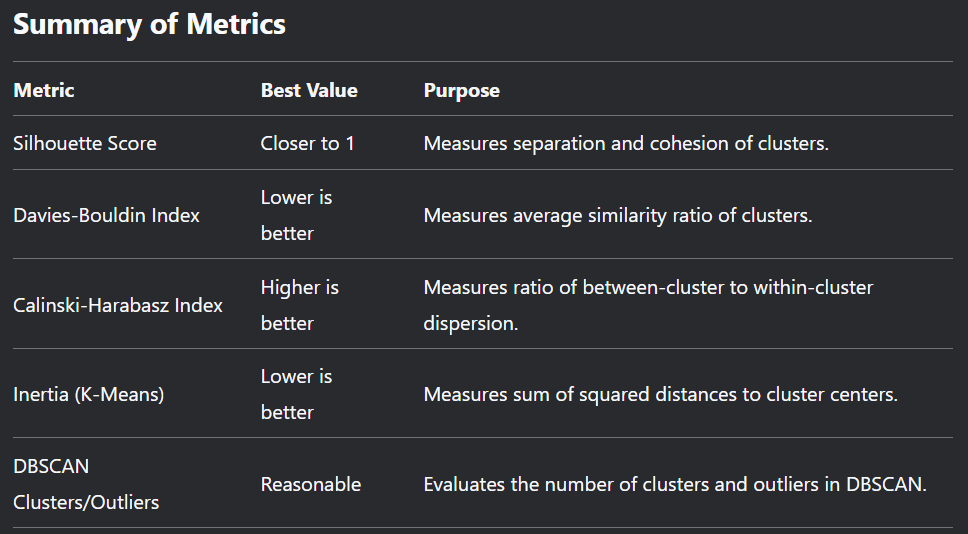 Summary of Metrics
Metric Best Value Purpose
Silhouette Score Closer to 1 Measures separation and cohesion of clusters.
Davies-Bouldin Index Lower is better Measures average similarity ratio of clusters.
Calinski-Harabasz Index Higher is better Measures ratio of between-cluster to within-cluster dispersion.
Inertia (K-Means) Lower is better Measures sum of squared distances to cluster centers.
DBSCAN Clusters/Outliers Reasonable Evaluates the number of clusters and outliers in DBSCAN.